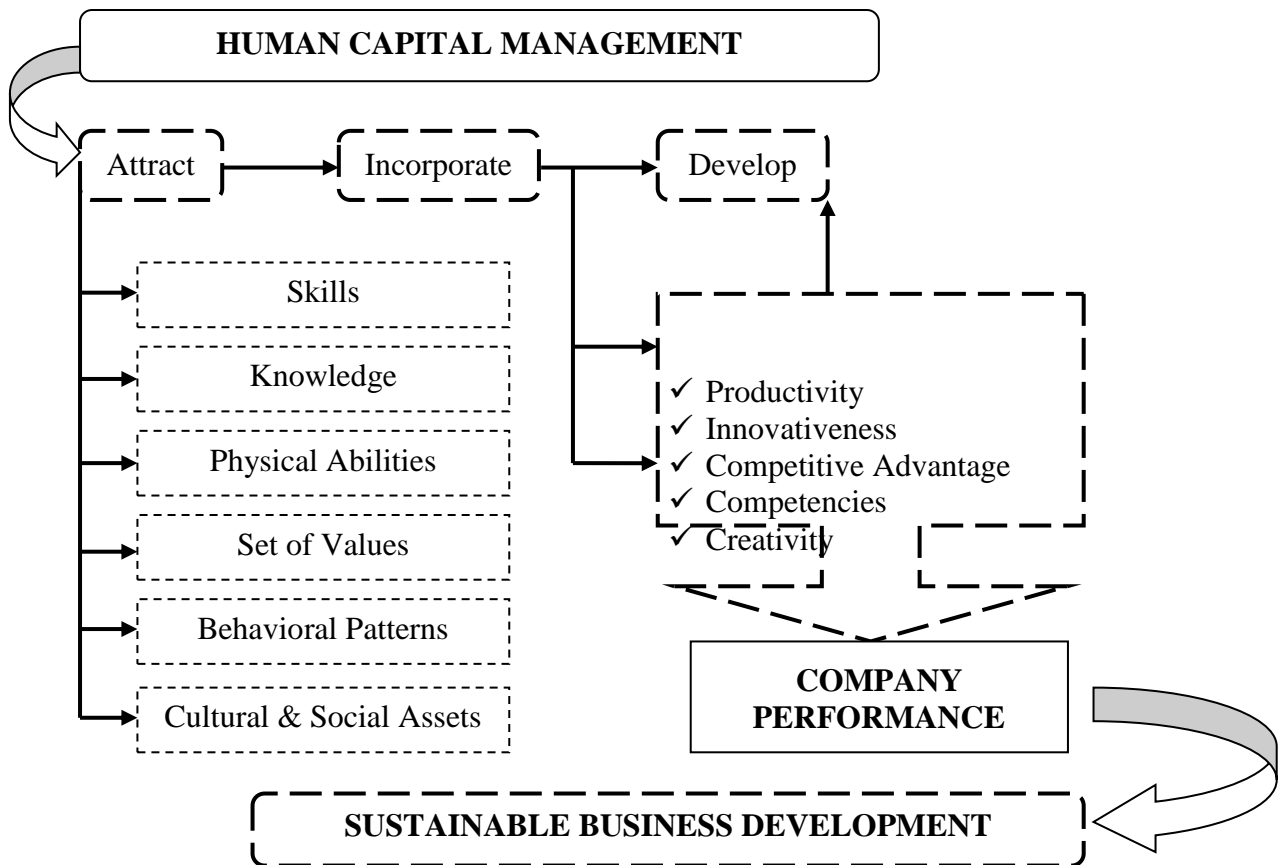 HUMAN CAPITAL MANAGEMENT
Attract
Incorporate
Develop
Skills
Knowledge
Physical Abilities
Set of Values
Behavioral Patterns
Cultural & Social Assets
✓ Productivity
✓ Innovativeness
✓ Competitive Advantage
✓ Competencies
✓ Creativity
COMPANY
PERFORMANCE
SUSTAINABLE BUSINESS DEVELOPMENT